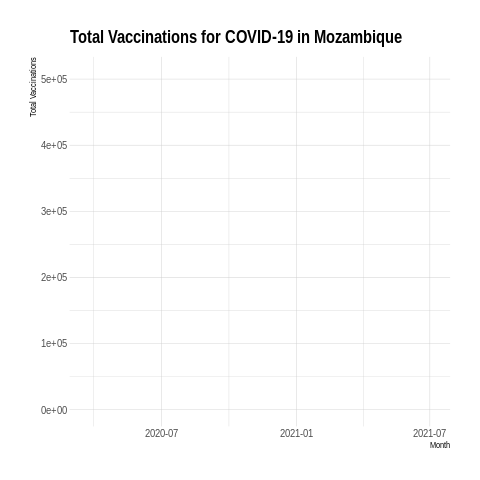 Total Vaccinations for COVID-19 in Mozambique
Total Vaccinations
5e+05
4e+05
3e+05
2e+05
1e+05
0e+00
2020-07
2021-01
2021-07
Month